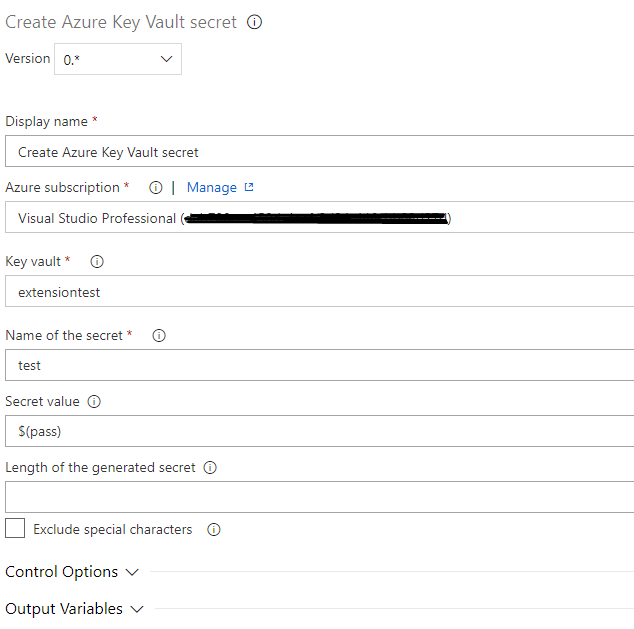 Create Azure Key Vault secret
Version 0.*
Display name *
Create Azure Key Vault secret
Azure subscription * | Manage
Visual Studio Professional ( )
Key vault *
extensiontest
Name of the secret *
test
Secret value
$(pass)
Length of the generated secret
Exclude special characters
Control Options
Output Variables